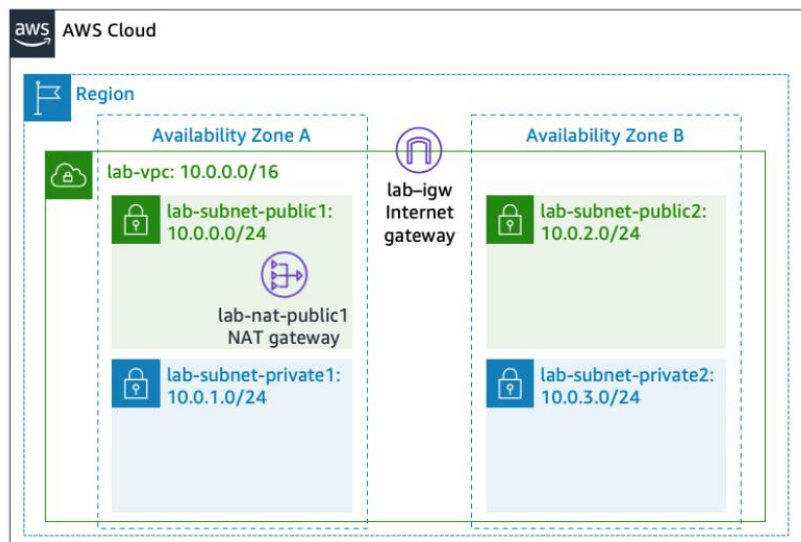 aws
AWS Cloud
Region
Availability Zone A
Availability Zone B
lab-vpc: 10.0.0.0/16
lab–igw
Internet
gateway
lab-subnet-public1:
10.0.0.0/24
lab-subnet-public2:
10.0.2.0/24
lab-nat-public1
NAT gateway
lab-subnet-private1:
10.0.1.0/24
lab-subnet-private2:
10.0.3.0/24